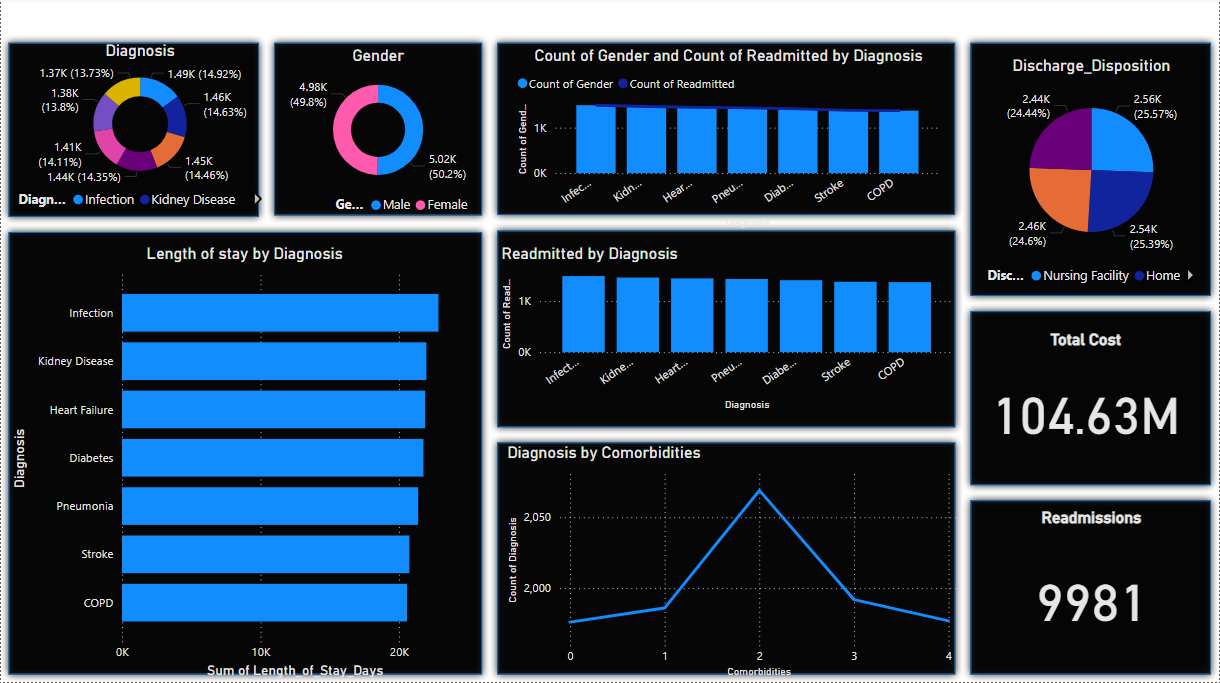 Diagnosis
1.37K (13.73%)
1.49K (14.92%)
1.38K
(13.8%)
1.46K
(14.63%)
1.41K
(14.11%)
1.45K
(14.46%)
1.44K (14.35%)
Diagn...
Infection
Kidney Disease
Gender
4.98K
(49.8%)
5.02K
(50.2%)
Ge...
Male
Female
Count of Gender and Count of Readmitted by Diagnosis
Count of Gender
Count of Readmitted
Count of Gend...
1K
0K
Infec...
Kidn...
Hear...
Pneu...
Diab...
Stroke
COPD
Discharge_Disposition
2.44K
(24.44%)
2.56K
(25.57%)
2.46K
(24.6%)
2.54K
(25.39%)
Disc...
Nursing Facility
Home
Length of stay by Diagnosis
Diagnosis
Infection
Kidney Disease
Heart Failure
Diabetes
Pneumonia
Stroke
COPD
0K
10K
20K
Sum of Length_of_Stay_Days
Readmitted by Diagnosis
Count of Read...
1K
0K
Infect...
Kidne...
Heart...
Pneu...
Diabe...
Stroke
COPD
Diagnosis
Diagnosis by Comorbidities
Count of Diagnosis
2,050
2,000
0
1
2
3
4
Comorbidities
Total Cost
104.63M
Readmissions
9981